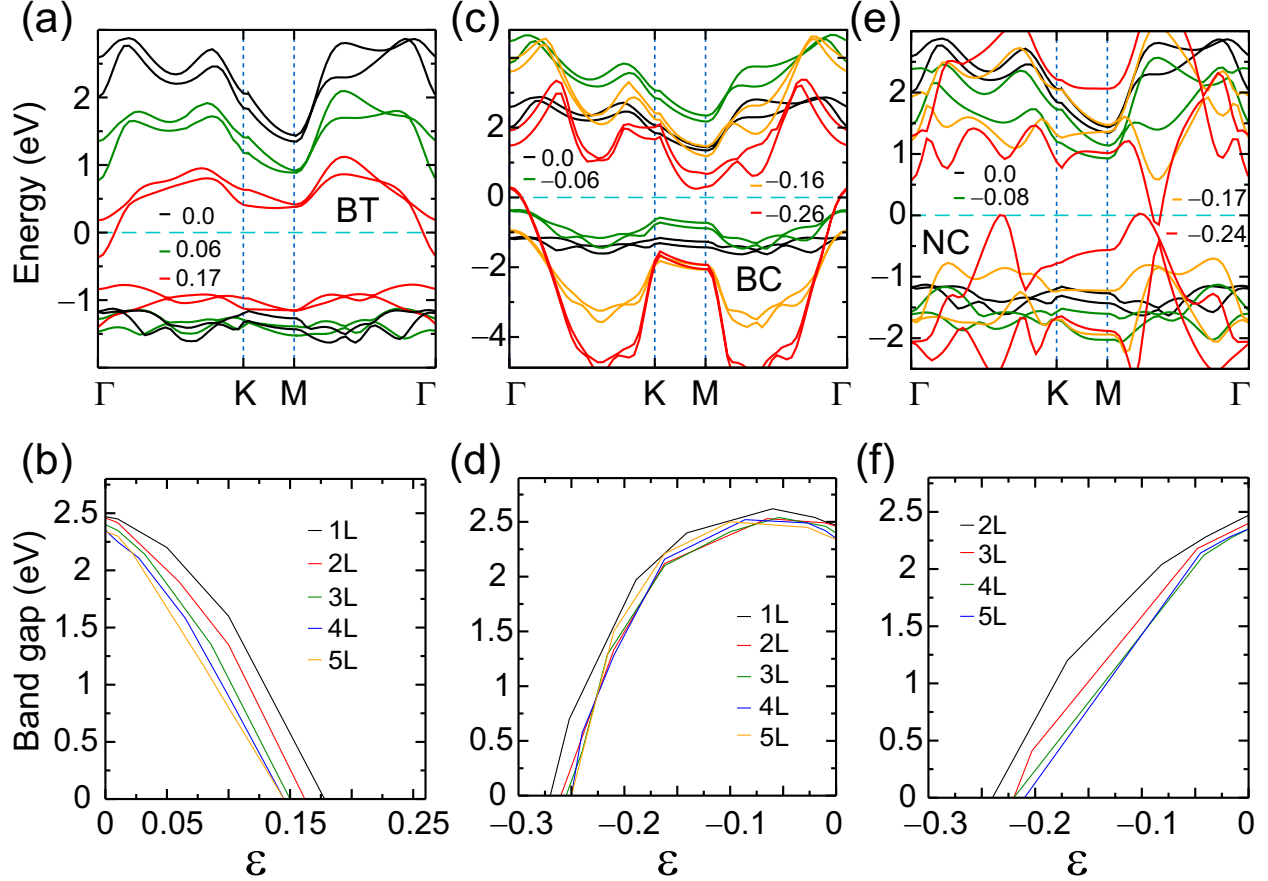 (a)
Energy (eV)
2
1
0
−1
0.0
0.06
0.17
BT
Γ K M Γ
(c)
4
2
0
−2
−4
0.0
−0.06
−0.16
−0.26
BC
Γ K M Γ
(e)
2
1
0
−1
−2
0.0
−0.08
−0.17
−0.24
NC
Γ K M Γ
(b)
Band gap (eV)
2.5
2
1.5
1
0.5
0
1L
2L
3L
4L
5L
0 0.05 0.15 0.25
ε
(d)
2.5
2
1.5
1
0.5
0
1L
2L
3L
4L
5L
−0.3 −0.2 −0.1 0
ε
(f)
2.5
2
1.5
1
0.5
0
2L
3L
4L
5L
−0.3 −0.2 −0.1 0
ε